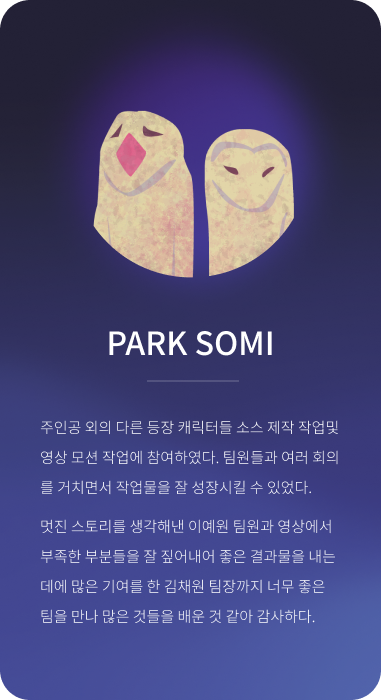 PARK SOMI
주인공 외의 다른 등장 캐릭터들 소스 제작 작업및
영상 모션 작업에 참여하였다. 팀원들과 여러 회의
를 거치면서 작업물을 잘 성장시킬 수 있었다.
멋진 스토리를 생각해낸 이예원 팀원과 영상에서
부족한 부분들을 잘 짚어내어 좋은 결과물을 내는
데에 많은 기여를 한 김채원 팀장까지 너무 좋은
팀을 만나 많은 것들을 배운 것 같아 감사하다.